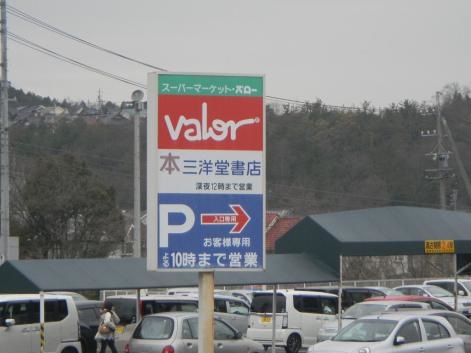 スーパーマーケット・バロー
valor
本 三洋堂書店
深夜12時まで営業
P 入口専用
お客様専用
よる10時まで営業